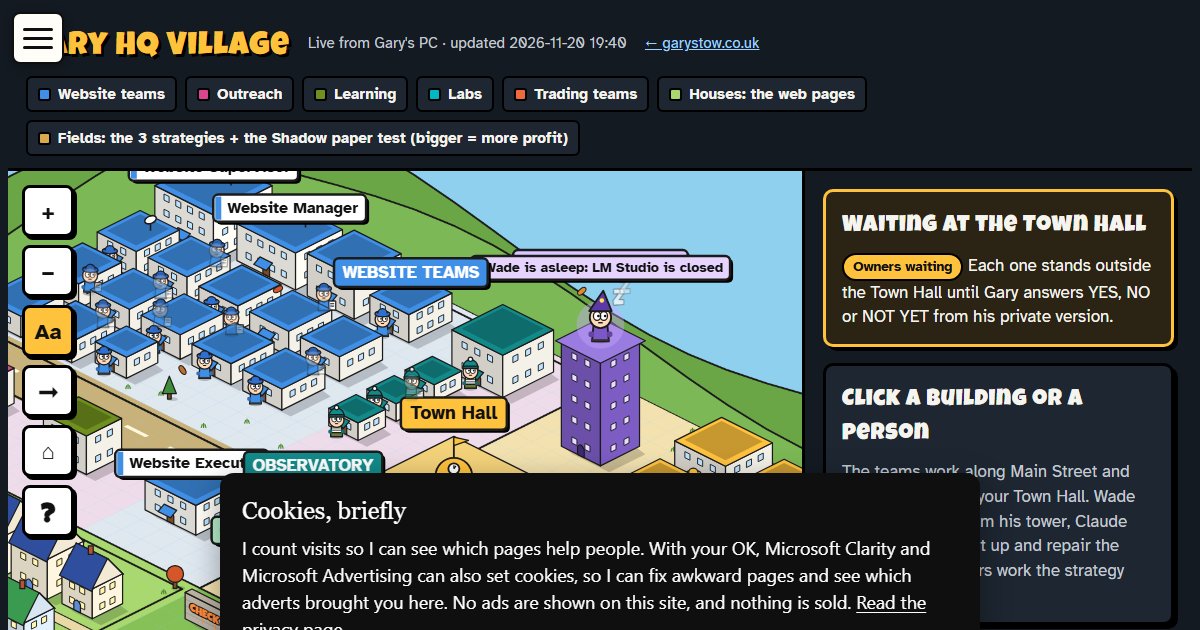 ARY HQ VILLAGE
Live from Gary's PC · updated 2026-11-20 19:40
← garystow.co.uk
Website teams
Outreach
Learning
Labs
Trading teams
Houses: the web pages
Fields: the 3 strategies + the Shadow paper test (bigger = more profit)
Website Manager
WEBSITE TEAMS
Wade is asleep: LM Studio is closed
z
+
−
Aa
→
⌂
?
Town Hall
Website Execut
OBSERVATORY
WAITING AT THE TOWN HALL
Owners waiting Each one stands outside
the Town Hall until Gary answers YES, NO
or NOT YET from his private version.
CLICK A BUILDING OR A
PERSON
The teams work along Main Street and
your Town Hall. Wade
m his tower, Claude
t up and repair the
rs work the strategy
Cookies, briefly
I count visits so I can see which pages help people. With your OK, Microsoft Clarity and
Microsoft Advertising can also set cookies, so I can fix awkward pages and see which
adverts brought you here. No ads are shown on this site, and nothing is sold. Read the
privacy page.